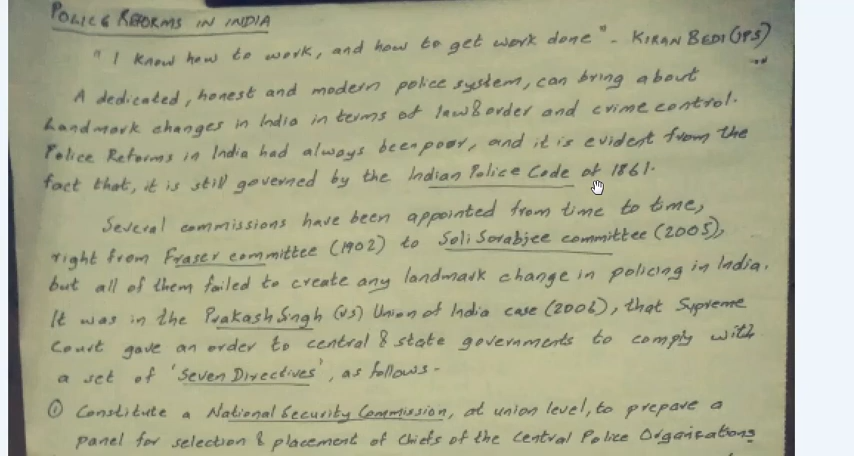 POLICE REFORMS IN INDIA
"I know how to work, and how to get work done" - KIRAN BEDI (IPS)
A dedicated, honest and modern police system, can bring about
Landmark changes in India in terms of law & order and crime control.
Police Reforms in India had always been poor, and it is evident from the
fact that, it is still governed by the Indian Police Code of 1861.
Several commissions have been appointed from time to time,
right from Fraser committee (1902) to Soli Sorabjee committee (2005),
but all of them failed to create any landmark change in policing in India.
It was in the Prakash Singh (vs) Union of India case (2006), that Supreme
Court gave an order to central & state governments to comply with
a set of 'Seven Directives', as follows -
① Constitute a National Security Commission, at union level, to prepare a
panel for selection & placement of Chiefs of the Central Police Organisations